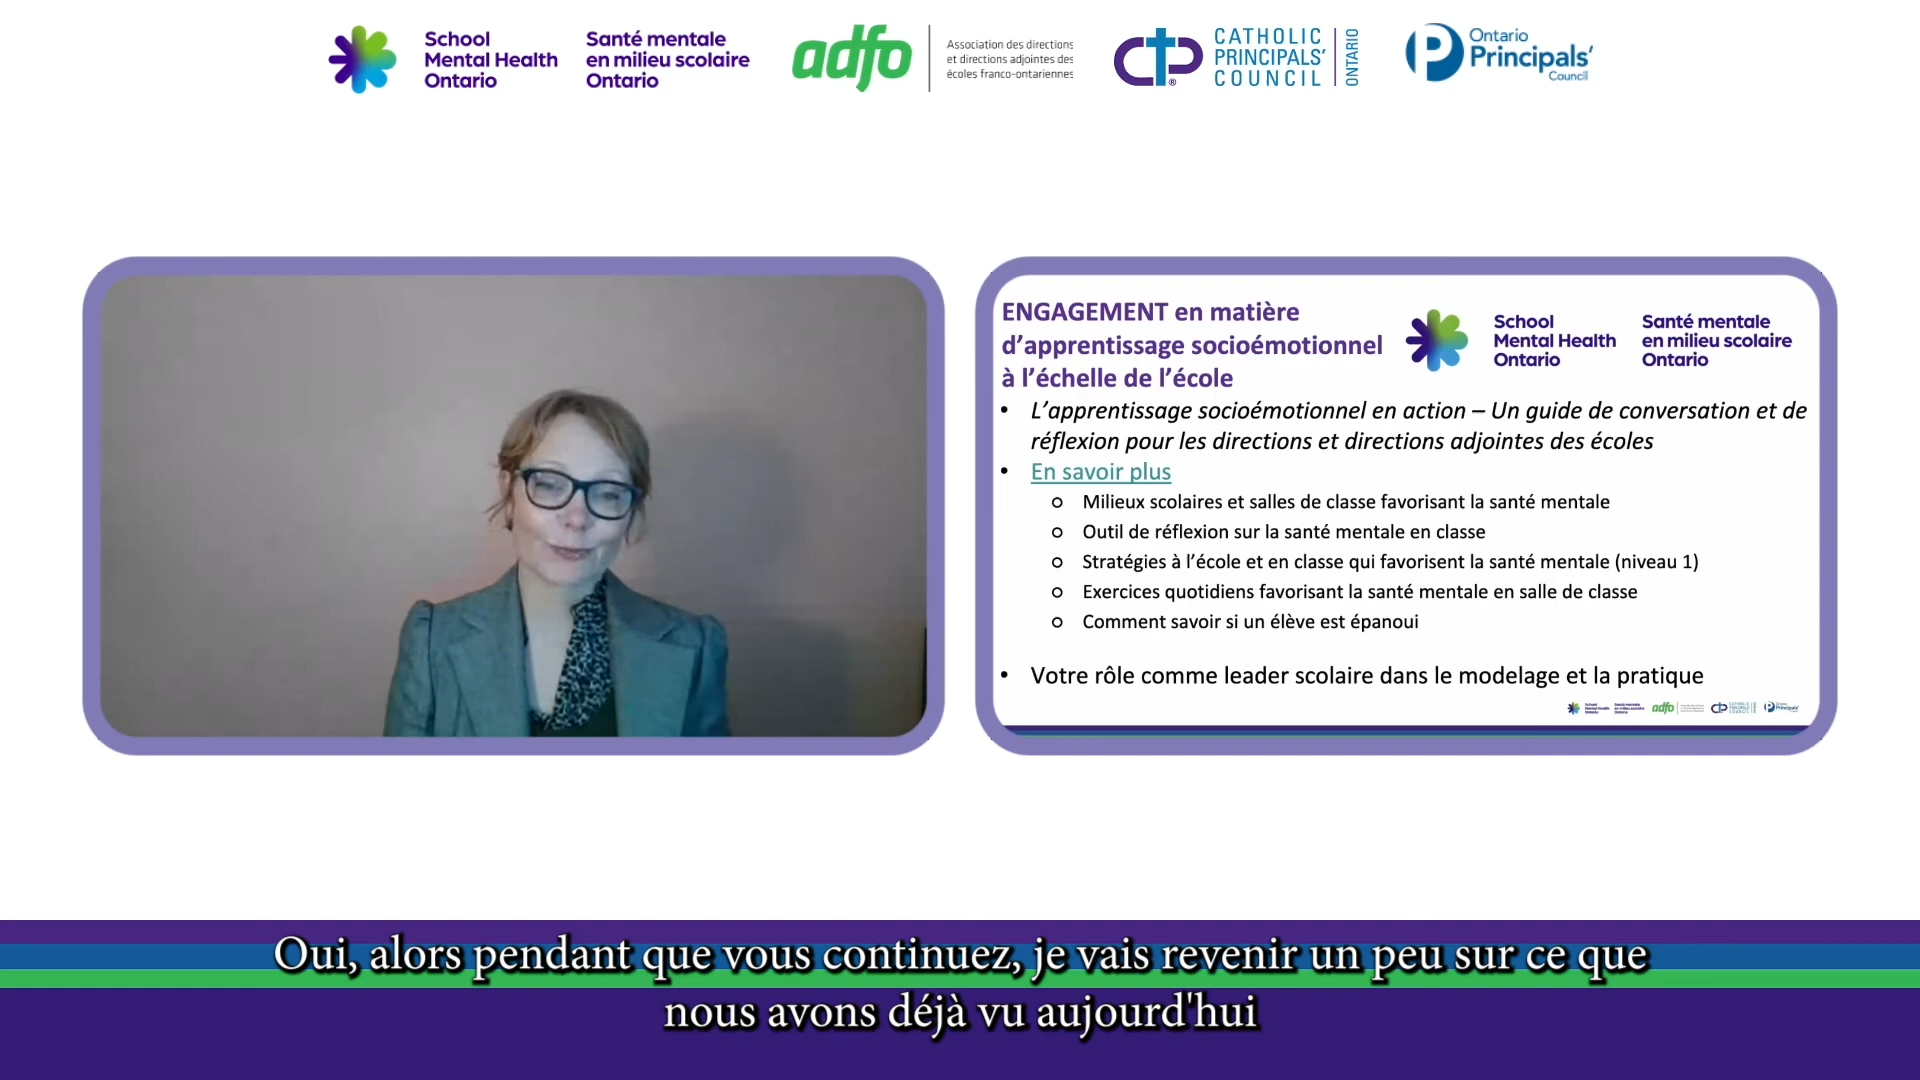 School
Mental Health
Ontario
Santé mentale
en milieu scolaire
Ontario
adfo
Association des directions
et directions adjointes des
écoles franco-ontariennes
CATHOLIC
PRINCIPALS'
COUNCIL
ONTARIO
Ontario
Principals'
Council
ENGAGEMENT en matière
d'apprentissage socioémotionnel
à l'échelle de l'école
School
Mental Health
Ontario
Santé mentale
en milieu scolaire
Ontario
• L'apprentissage socioémotionnel en action – Un guide de conversation et de
réflexion pour les directions et directions adjointes des écoles
• En savoir plus
o Milieux scolaires et salles de classe favorisant la santé mentale
o Outil de réflexion sur la santé mentale en classe
o Stratégies à l'école et en classe qui favorisent la santé mentale (niveau 1)
o Exercices quotidiens favorisant la santé mentale en salle de classe
o Comment savoir si un élève est épanoui
• Votre rôle comme leader scolaire dans le modelage et la pratique
adfo
Oui, alors pendant que vous continuez, je vais revenir un peu sur ce que
nous avons déjà vu aujourd'hui